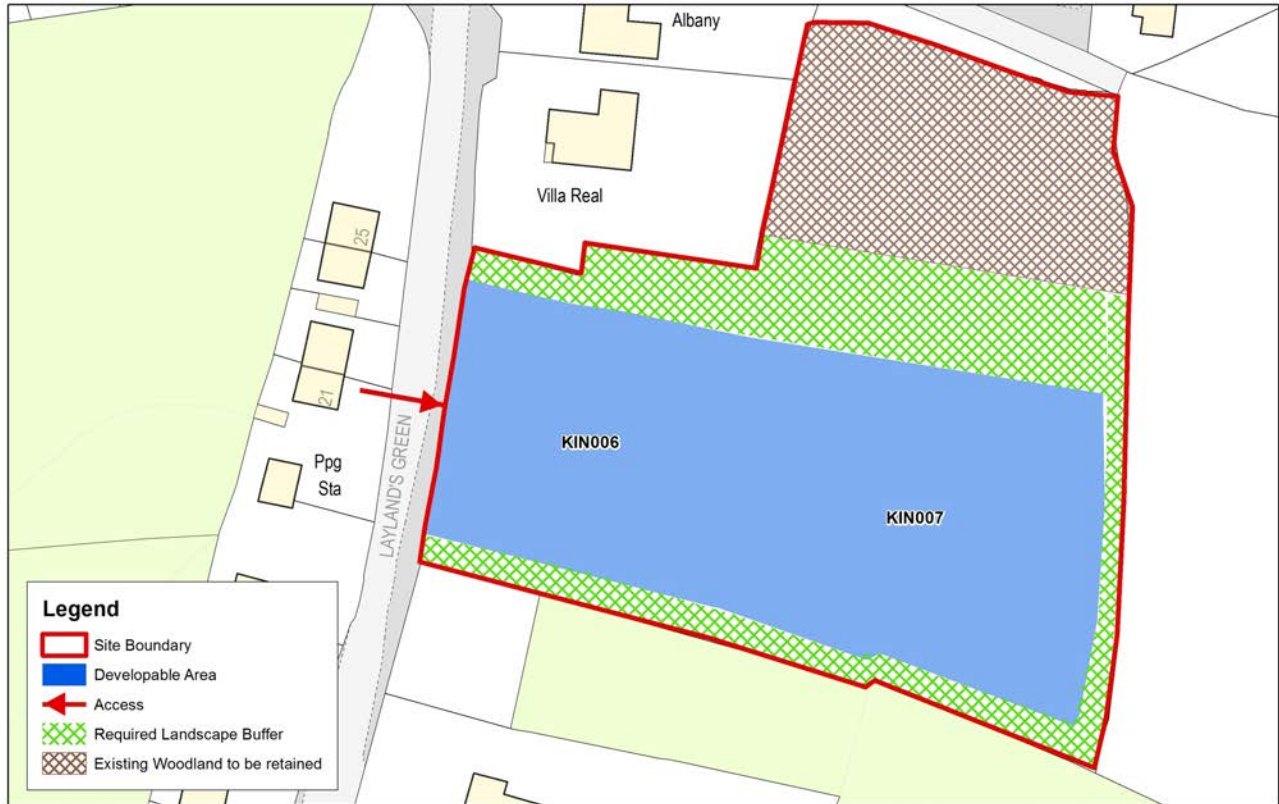 Albany
Villa Real
25
21
Ppg
Sta
LAYLAND'S GREEN
KIN006
KIN007
Legend
Site Boundary
Developable Area
Access
Required Landscape Buffer
Existing Woodland to be retained